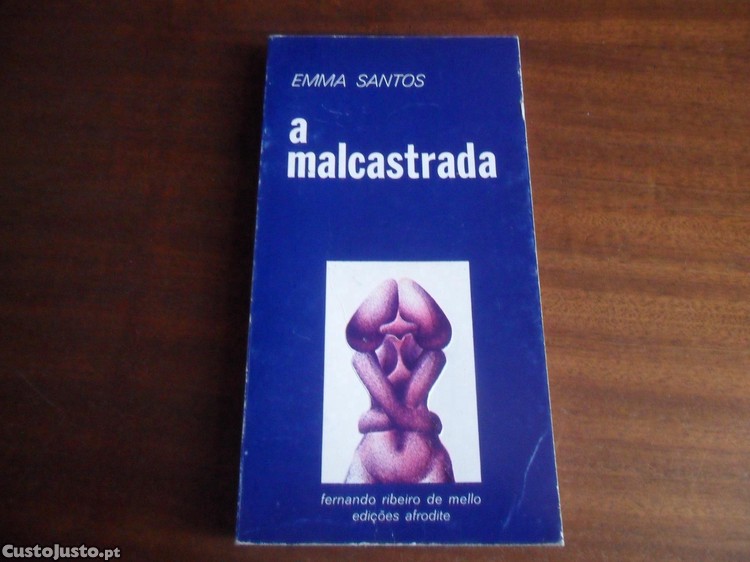 EMMA SANTOS
a
malcastrada
fernando ribeiro de mello
edições afrodite
CustoJusto.pt